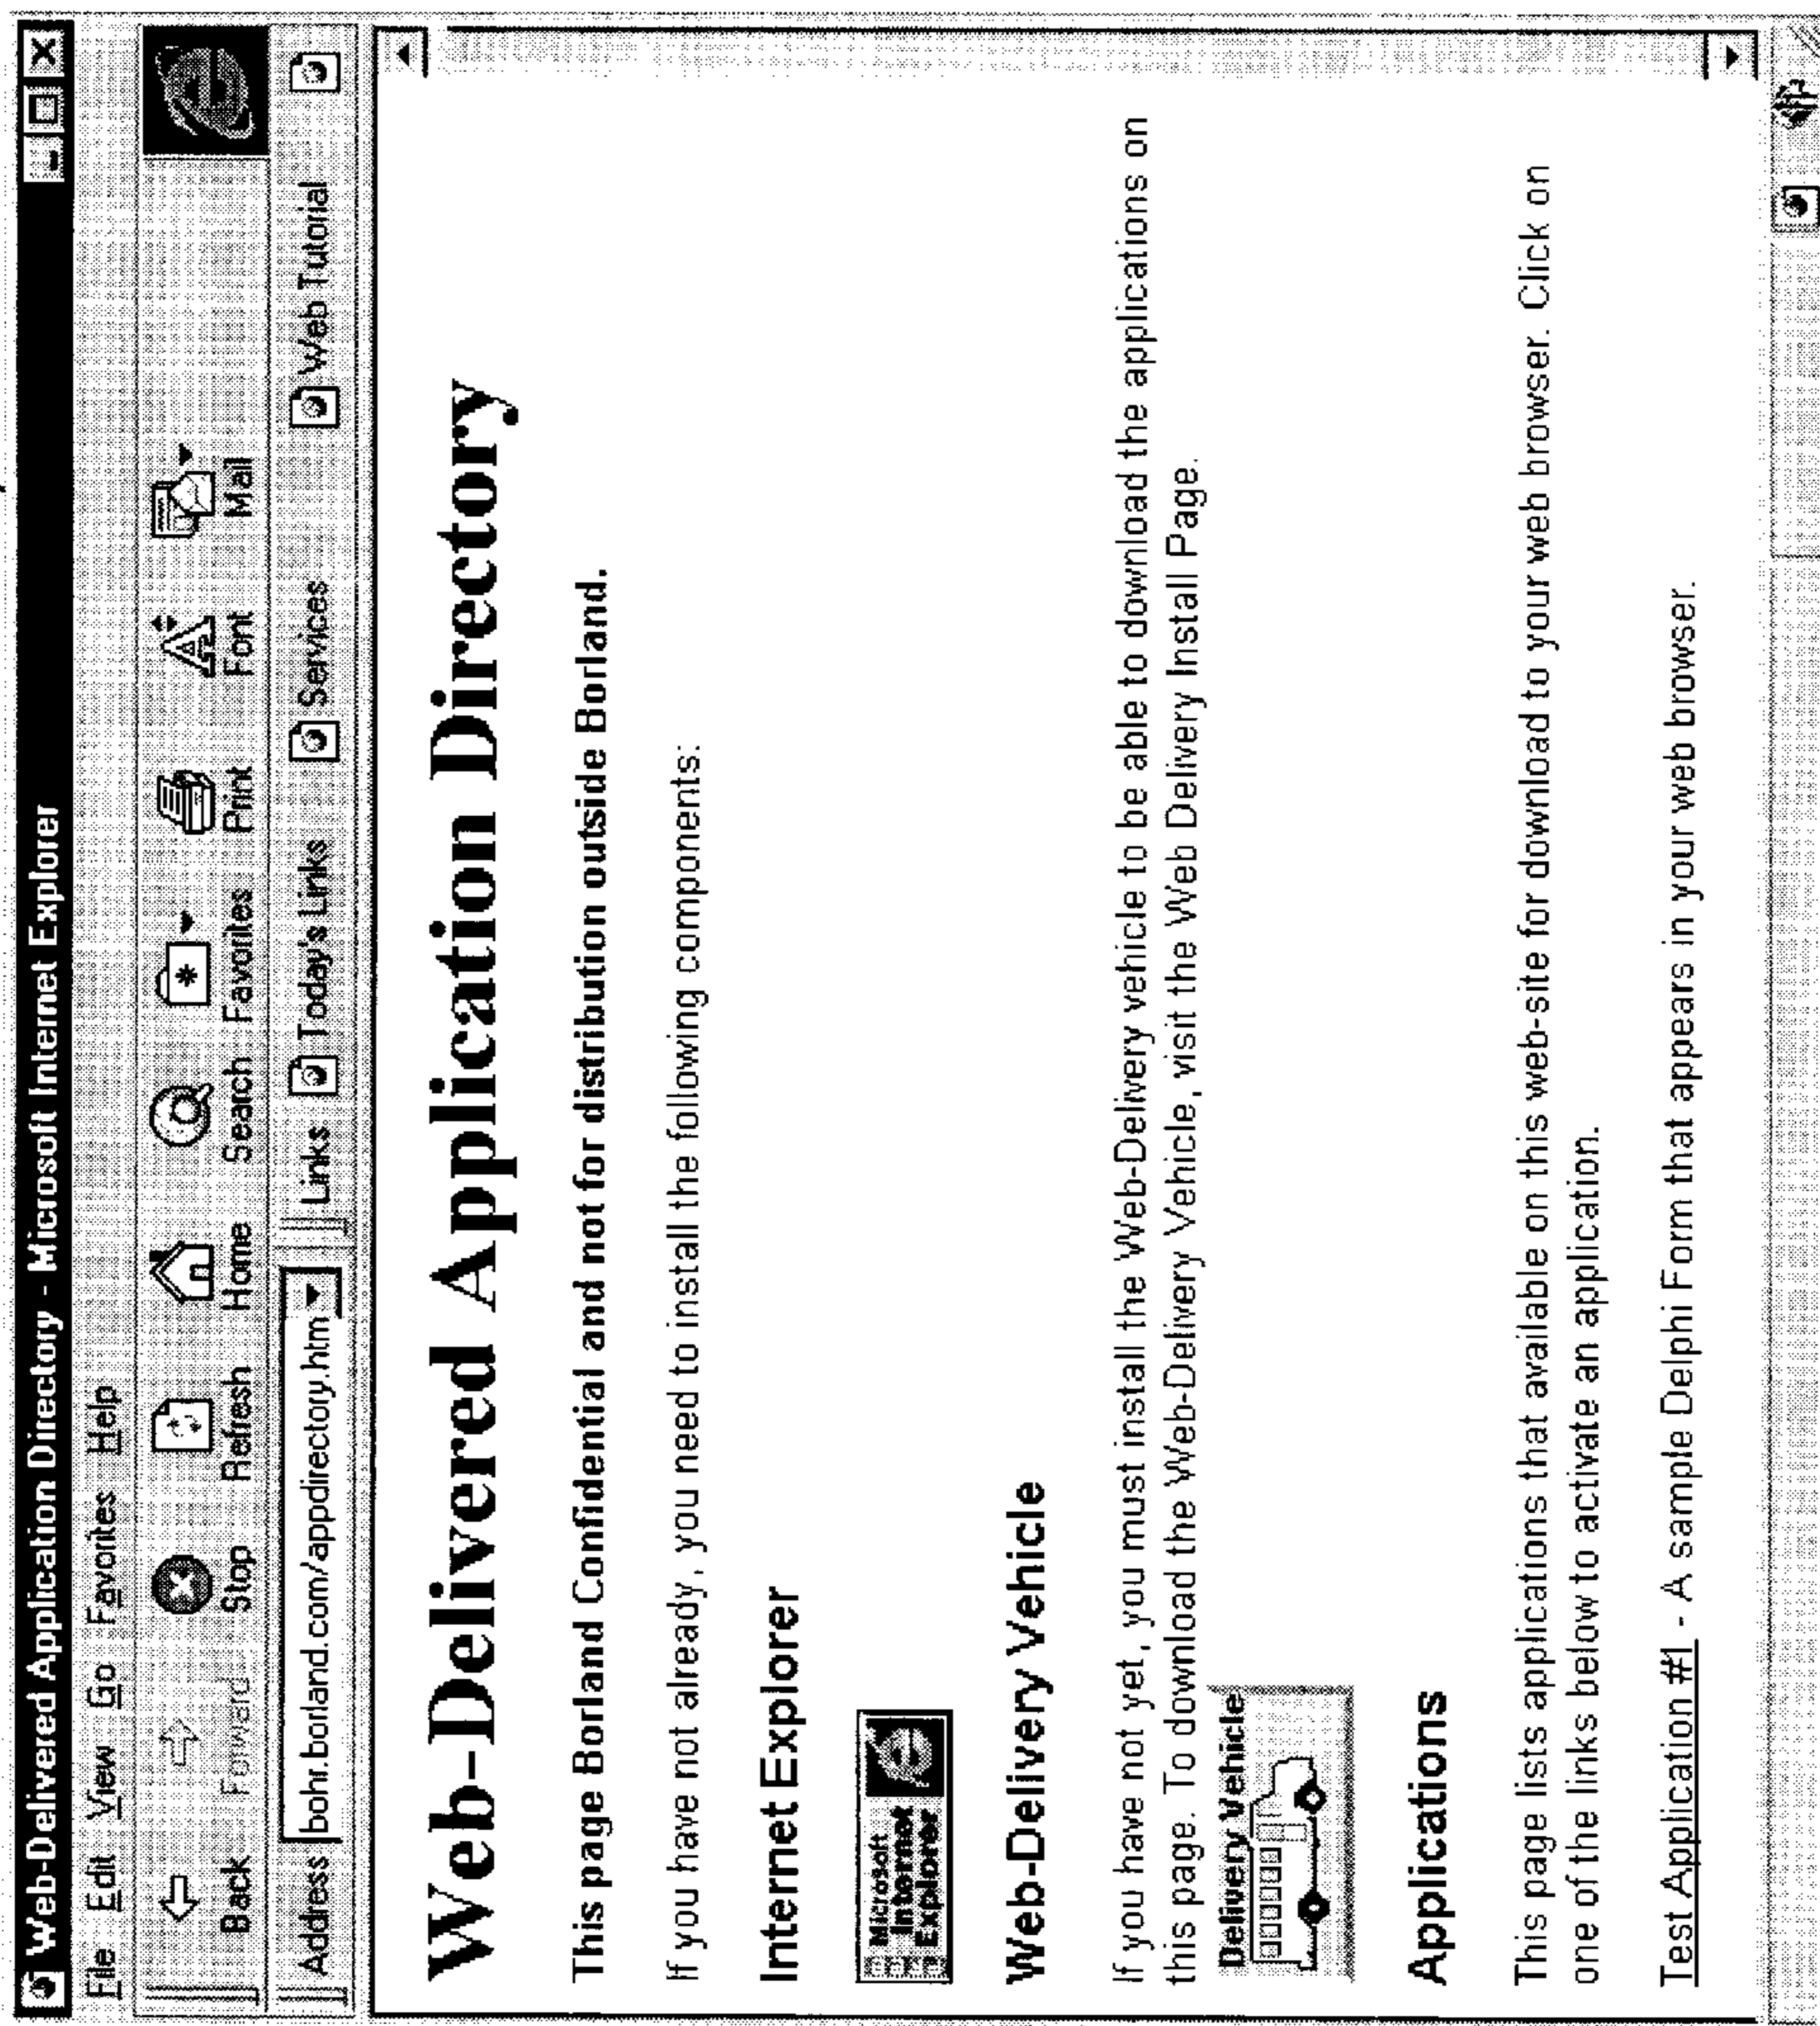 Web-Delivered Application Directory - Microsoft Internet Explorer
File Edit View Go Favorites Help
Back Forward Stop Refresh Home Search Favorites Print Font Mail
Address bohr.borland.com/appdirectory.htm Links Today's Links Services Web Tutorial
Web-Delivered Application Directory
This page Borland Confidential and not for distribution outside Borland.
If you have not already, you need to install the following components:
Internet Explorer
Microsoft
Internet
Explorer
Web-Delivery Vehicle
If you have not yet, you must install the Web-Delivery vehicle to be able to download the applications on
this page. To download the Web-Delivery Vehicle, visit the Web Delivery Install Page.
Delivery Vehicle
Applications
This page lists applications that available on this web-site for download to your web browser. Click on
one of the links below to activate an application.
Test Application #1 - A sample Delphi Form that appears in your web browser.